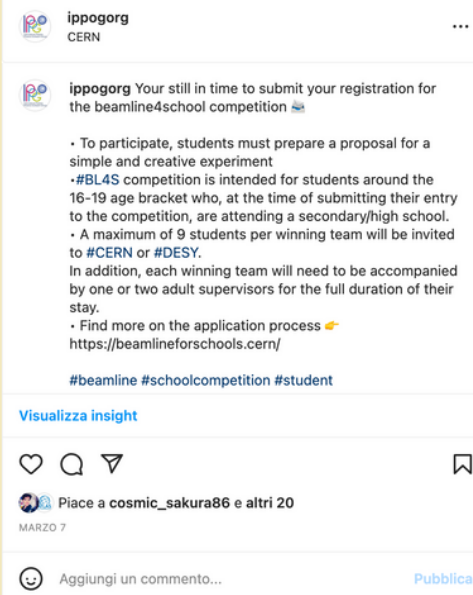 ippogorg
CERN
ippogorg Your still in time to submit your registration for
the beamline4school competition
• To participate, students must prepare a proposal for a
simple and creative experiment
•#BL4S competition is intended for students around the
16-19 age bracket who, at the time of submitting their entry
to the competition, are attending a secondary/high school.
• A maximum of 9 students per winning team will be invited
to #CERN or #DESY.
In addition, each winning team will need to be accompanied
by one or two adult supervisors for the full duration of their
stay.
• Find more on the application process 👉
https://beamlineforschools.cern/
#beamline #schoolcompetition #student
Visualizza insight
Piace a cosmic_sakura86 e altri 20
MARZO 7
Aggiungi un commento... Pubblica